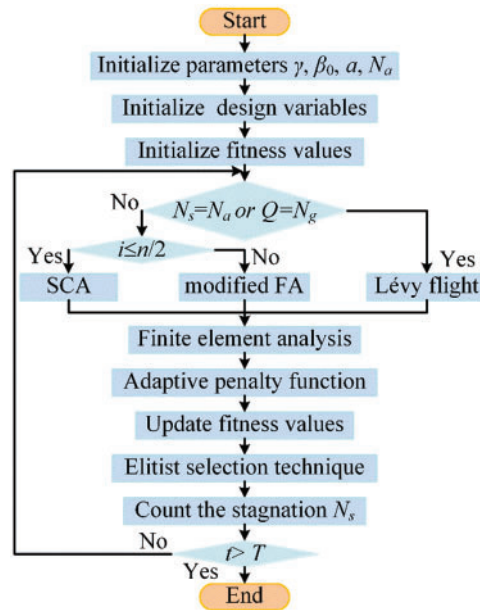 Start
Initialize parameters γ, β0, a, Na
Initialize design variables
Initialize fitness values
No
Ns=Na or Q=Ng
Yes
i≤n/2
No
Yes
SCA
modified FA
Lévy flight
Finite element analysis
Adaptive penalty function
Update fitness values
Elitist selection technique
Count the stagnation Ns
No
t> T
Yes
End